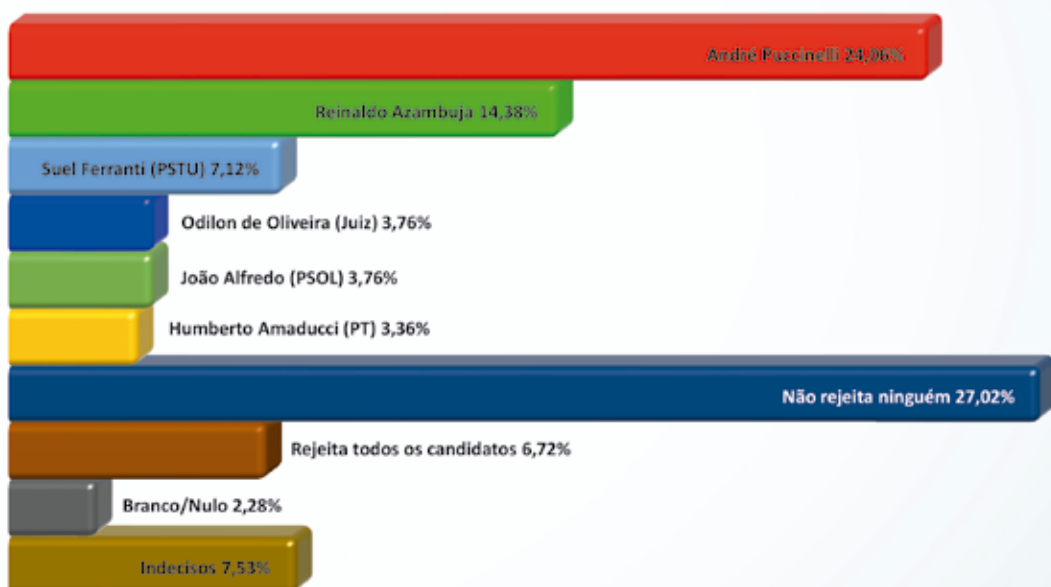 André Puccinelli 24,06%
Reinaldo Azambuja 14,38%
Suel Ferranti (PSTU) 7,12%
Odilon de Oliveira (Juiz) 3,76%
João Alfredo (PSOL) 3,76%
Humberto Amaducci (PT) 3,36%
Não rejeita ninguém 27,02%
Rejeita todos os candidatos 6,72%
Branco/Nulo 2,28%
Indecisos 7,53%